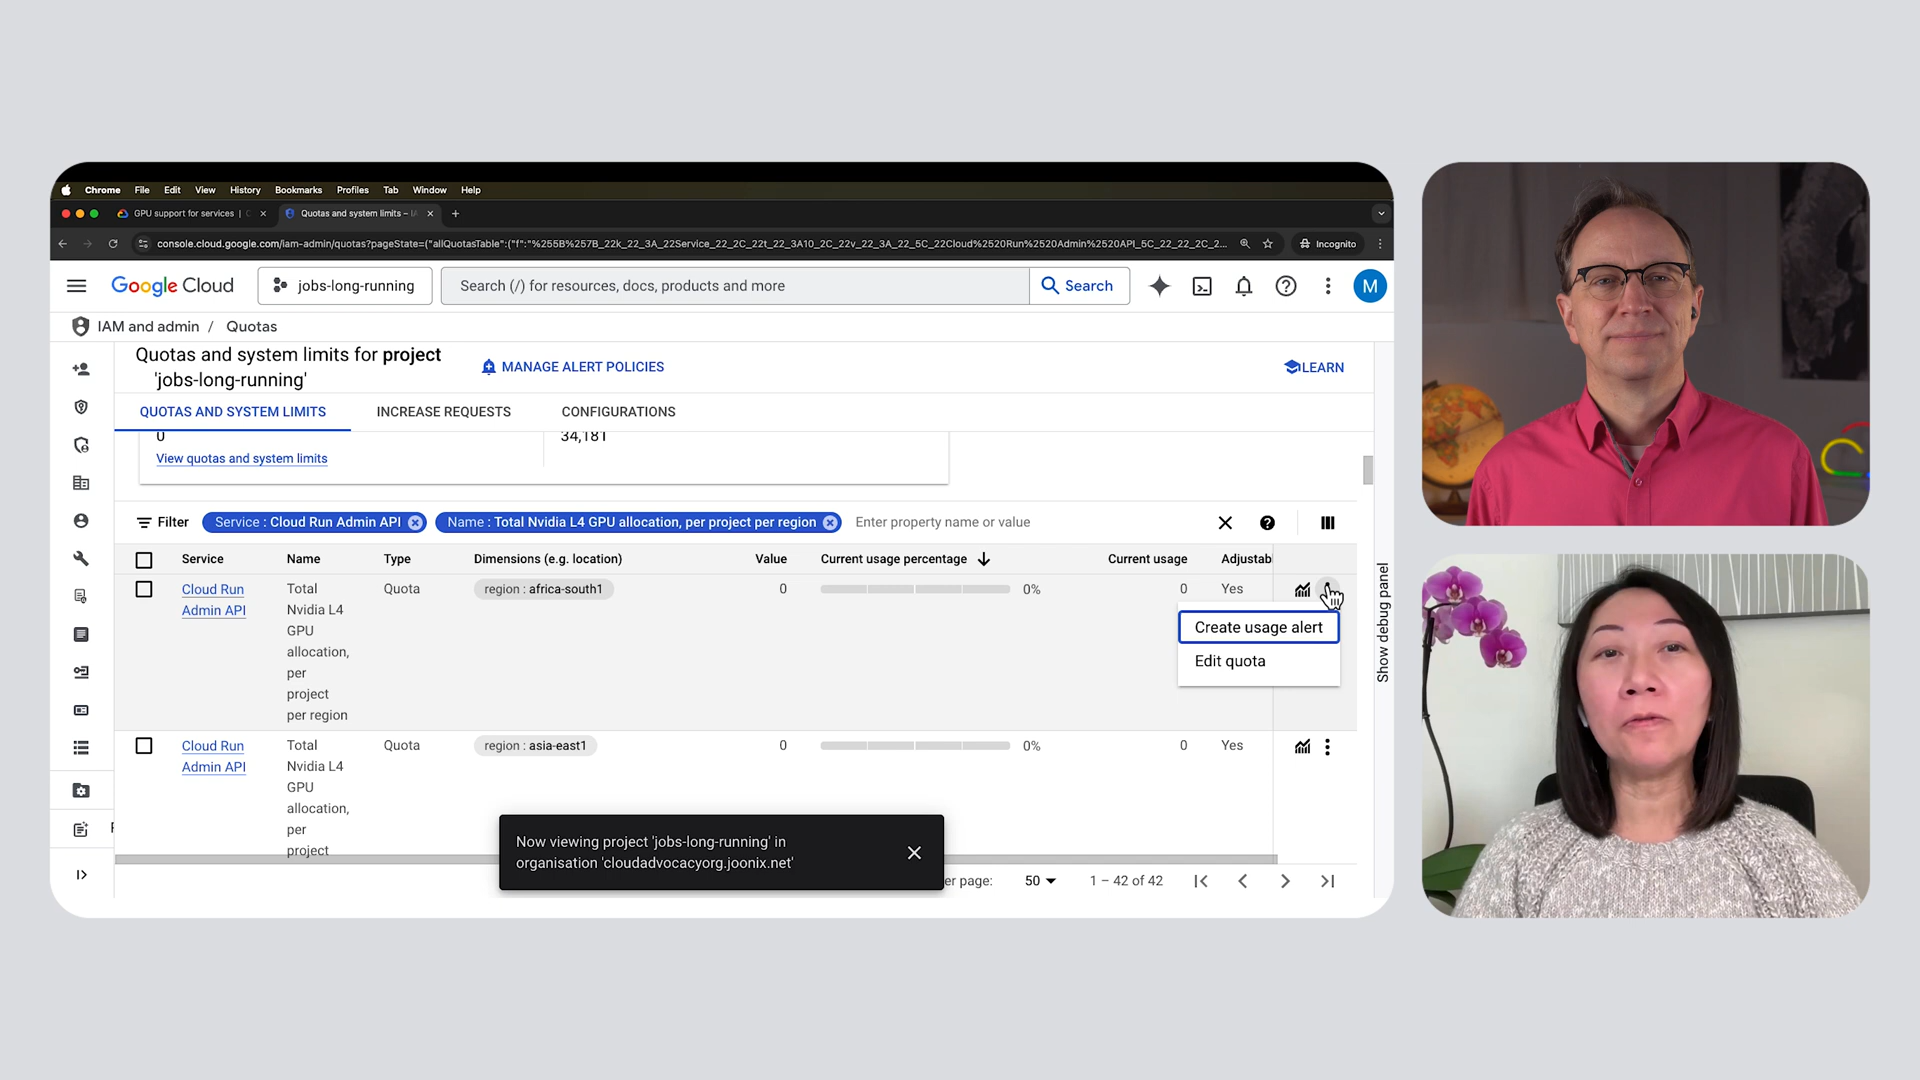 Chrome File Edit View History Bookmarks Profiles Tab Window Help
GPU support for services |
Quotas and system limits –
console.cloud.google.com/iam-admin/quotas?pageState=("allQuotasTable":("f":"%255B%257B_22k_22_3A_22Service_22_2C_22t_22_3A10_2C_22v_22_3A_22_5C_22Cloud%2520Run%2520Admin%2520API_5C_22_22_2C_2...
Incognito
Google Cloud
jobs-long-running
Search (/) for resources, docs, products and more
Search
M
IAM and admin / Quotas
Quotas and system limits for project
'jobs-long-running'
MANAGE ALERT POLICIES
LEARN
QUOTAS AND SYSTEM LIMITS
INCREASE REQUESTS
CONFIGURATIONS
0
34,181
View quotas and system limits
Filter
Service : Cloud Run Admin API
Name : Total Nvidia L4 GPU allocation, per project per region
Enter property name or value
Service Name Type Dimensions (e.g. location) Value Current usage percentage Current usage Adjustabl
Cloud Run
Admin API
Total
Nvidia L4
GPU
allocation,
per
project
per region
Quota
region : africa-south1
0
0%
0
Yes
Create usage alert
Edit quota
Cloud Run
Admin API
Total
Nvidia L4
GPU
allocation,
per
project
Quota
region : asia-east1
0
0%
0
Yes
Show debug panel
Now viewing project 'jobs-long-running' in
organisation 'cloudadvocacyorg.joonix.net'
er page:
50
1 – 42 of 42